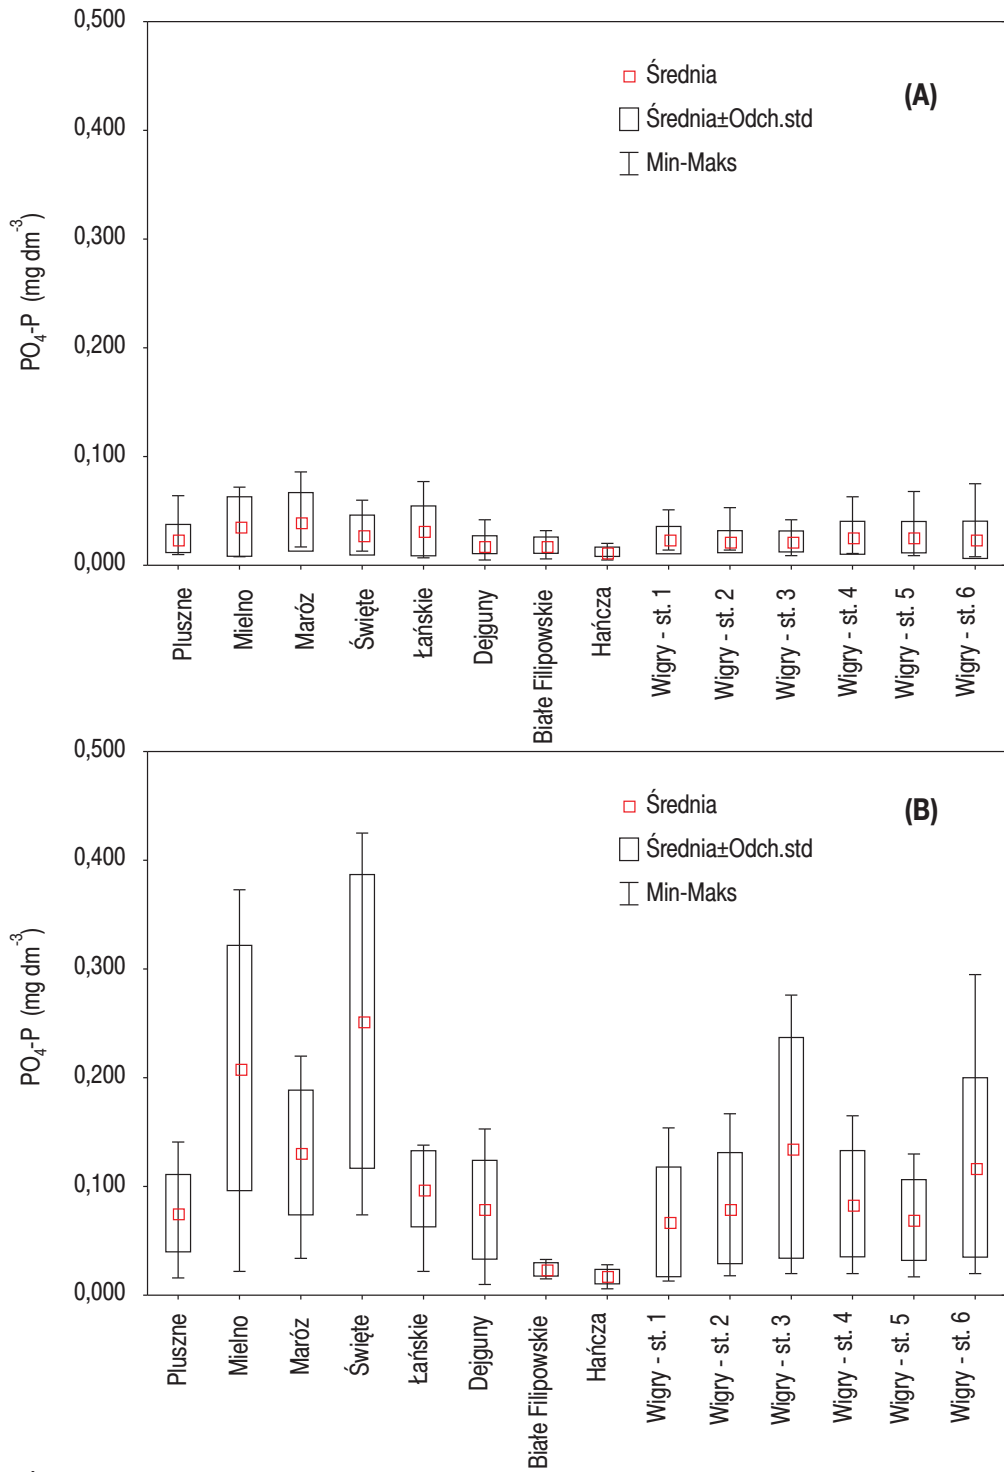 0,500
0,400
0,300
0,200
0,100
0,000
PO4-P (mg dm-3)
Średnia
Średnia±Odch.std
Min-Maks
(A)
Pluszne
Mielno
Maróz
Święte
Łańskie
Dejguny
Białe Filipowskie
Hańcza
Wigry - st. 1
Wigry - st. 2
Wigry - st. 3
Wigry - st. 4
Wigry - st. 5
Wigry - st. 6
0,500
0,400
0,300
0,200
0,100
0,000
PO4-P (mg dm-3)
Średnia
Średnia±Odch.std
Min-Maks
(B)
Pluszne
Mielno
Maróz
Święte
Łańskie
Dejguny
Białe Filipowskie
Hańcza
Wigry - st. 1
Wigry - st. 2
Wigry - st. 3
Wigry - st. 4
Wigry - st. 5
Wigry - st. 6